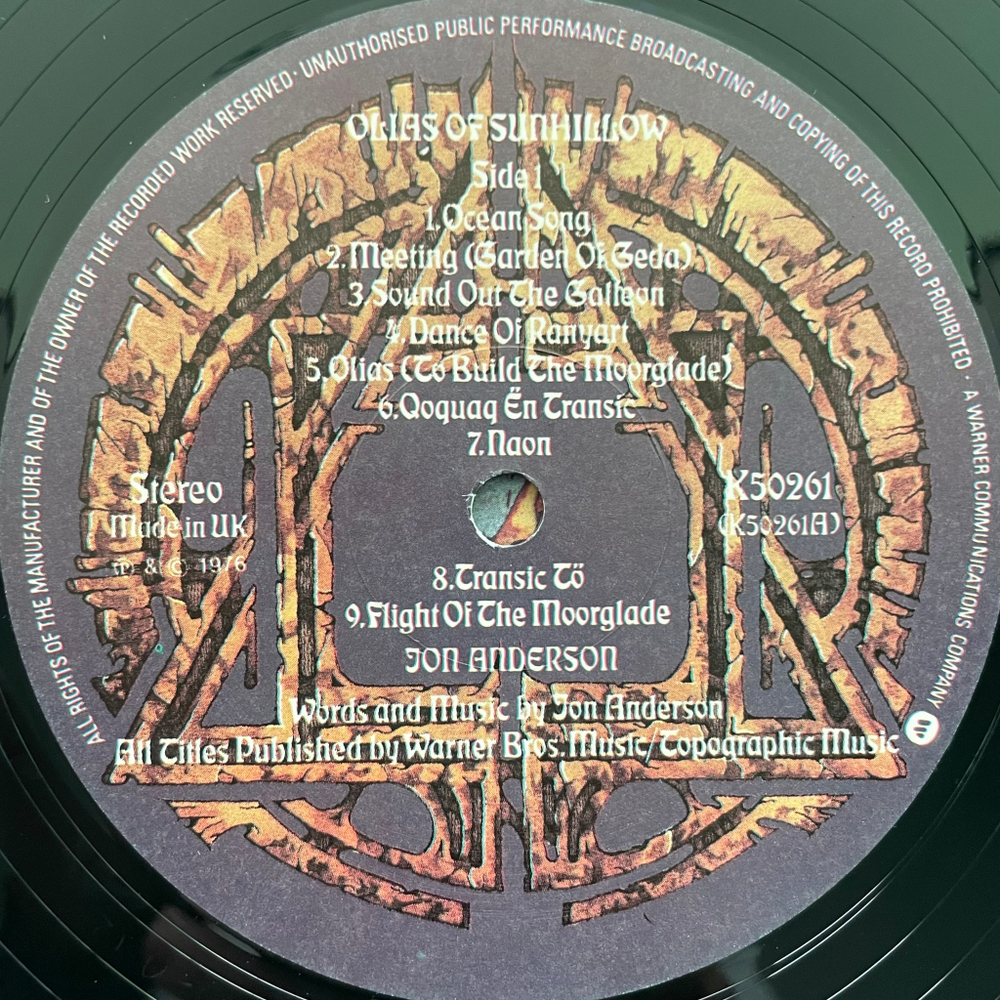 ALL RIGHTS OF THE MANUFACTURER AND OF THE OWNER OF THE RECORDED WORK RESERVED · UNAUTHORISED PUBLIC PERFORMANCE BROADCASTING AND COPYING OF THIS RECORD PROHIBITED · A WARNER COMMUNICATIONS COMPANY
OLIAS OF SUNHILLOW
Side 1
1. Ocean Song
2. Meeting (Garden Of Geda)
3. Sound Out The Galleon
4. Dance Of Ranyart
5. Olias (To Build The Moorglade)
6. Qoquaq Ën Transic
7. Naon
Stereo
Made in UK
℗ & © 1976
K50261
(K50261A)
8. Transic Tö
9. Flight Of The Moorglade
JON ANDERSON
Words and Music by Jon Anderson
All Titles Published by Warner Bros. Music/Topographic Music